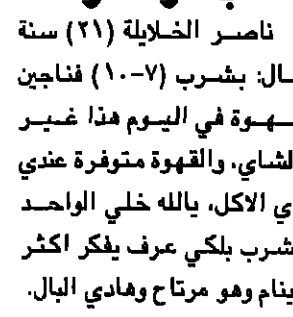 ناصر الخلايلة (٢١) سنة
ـال: بشرب (٧-١٠) فناجين
ـهوة في اليوم هذا غير
لشاي، والقهوة متوفرة عندي
ي الاكل، يالله خلي الواحد
شرب بلكي عرف يفكر اكثر
ينام وهو مرتاح وهادي البال.